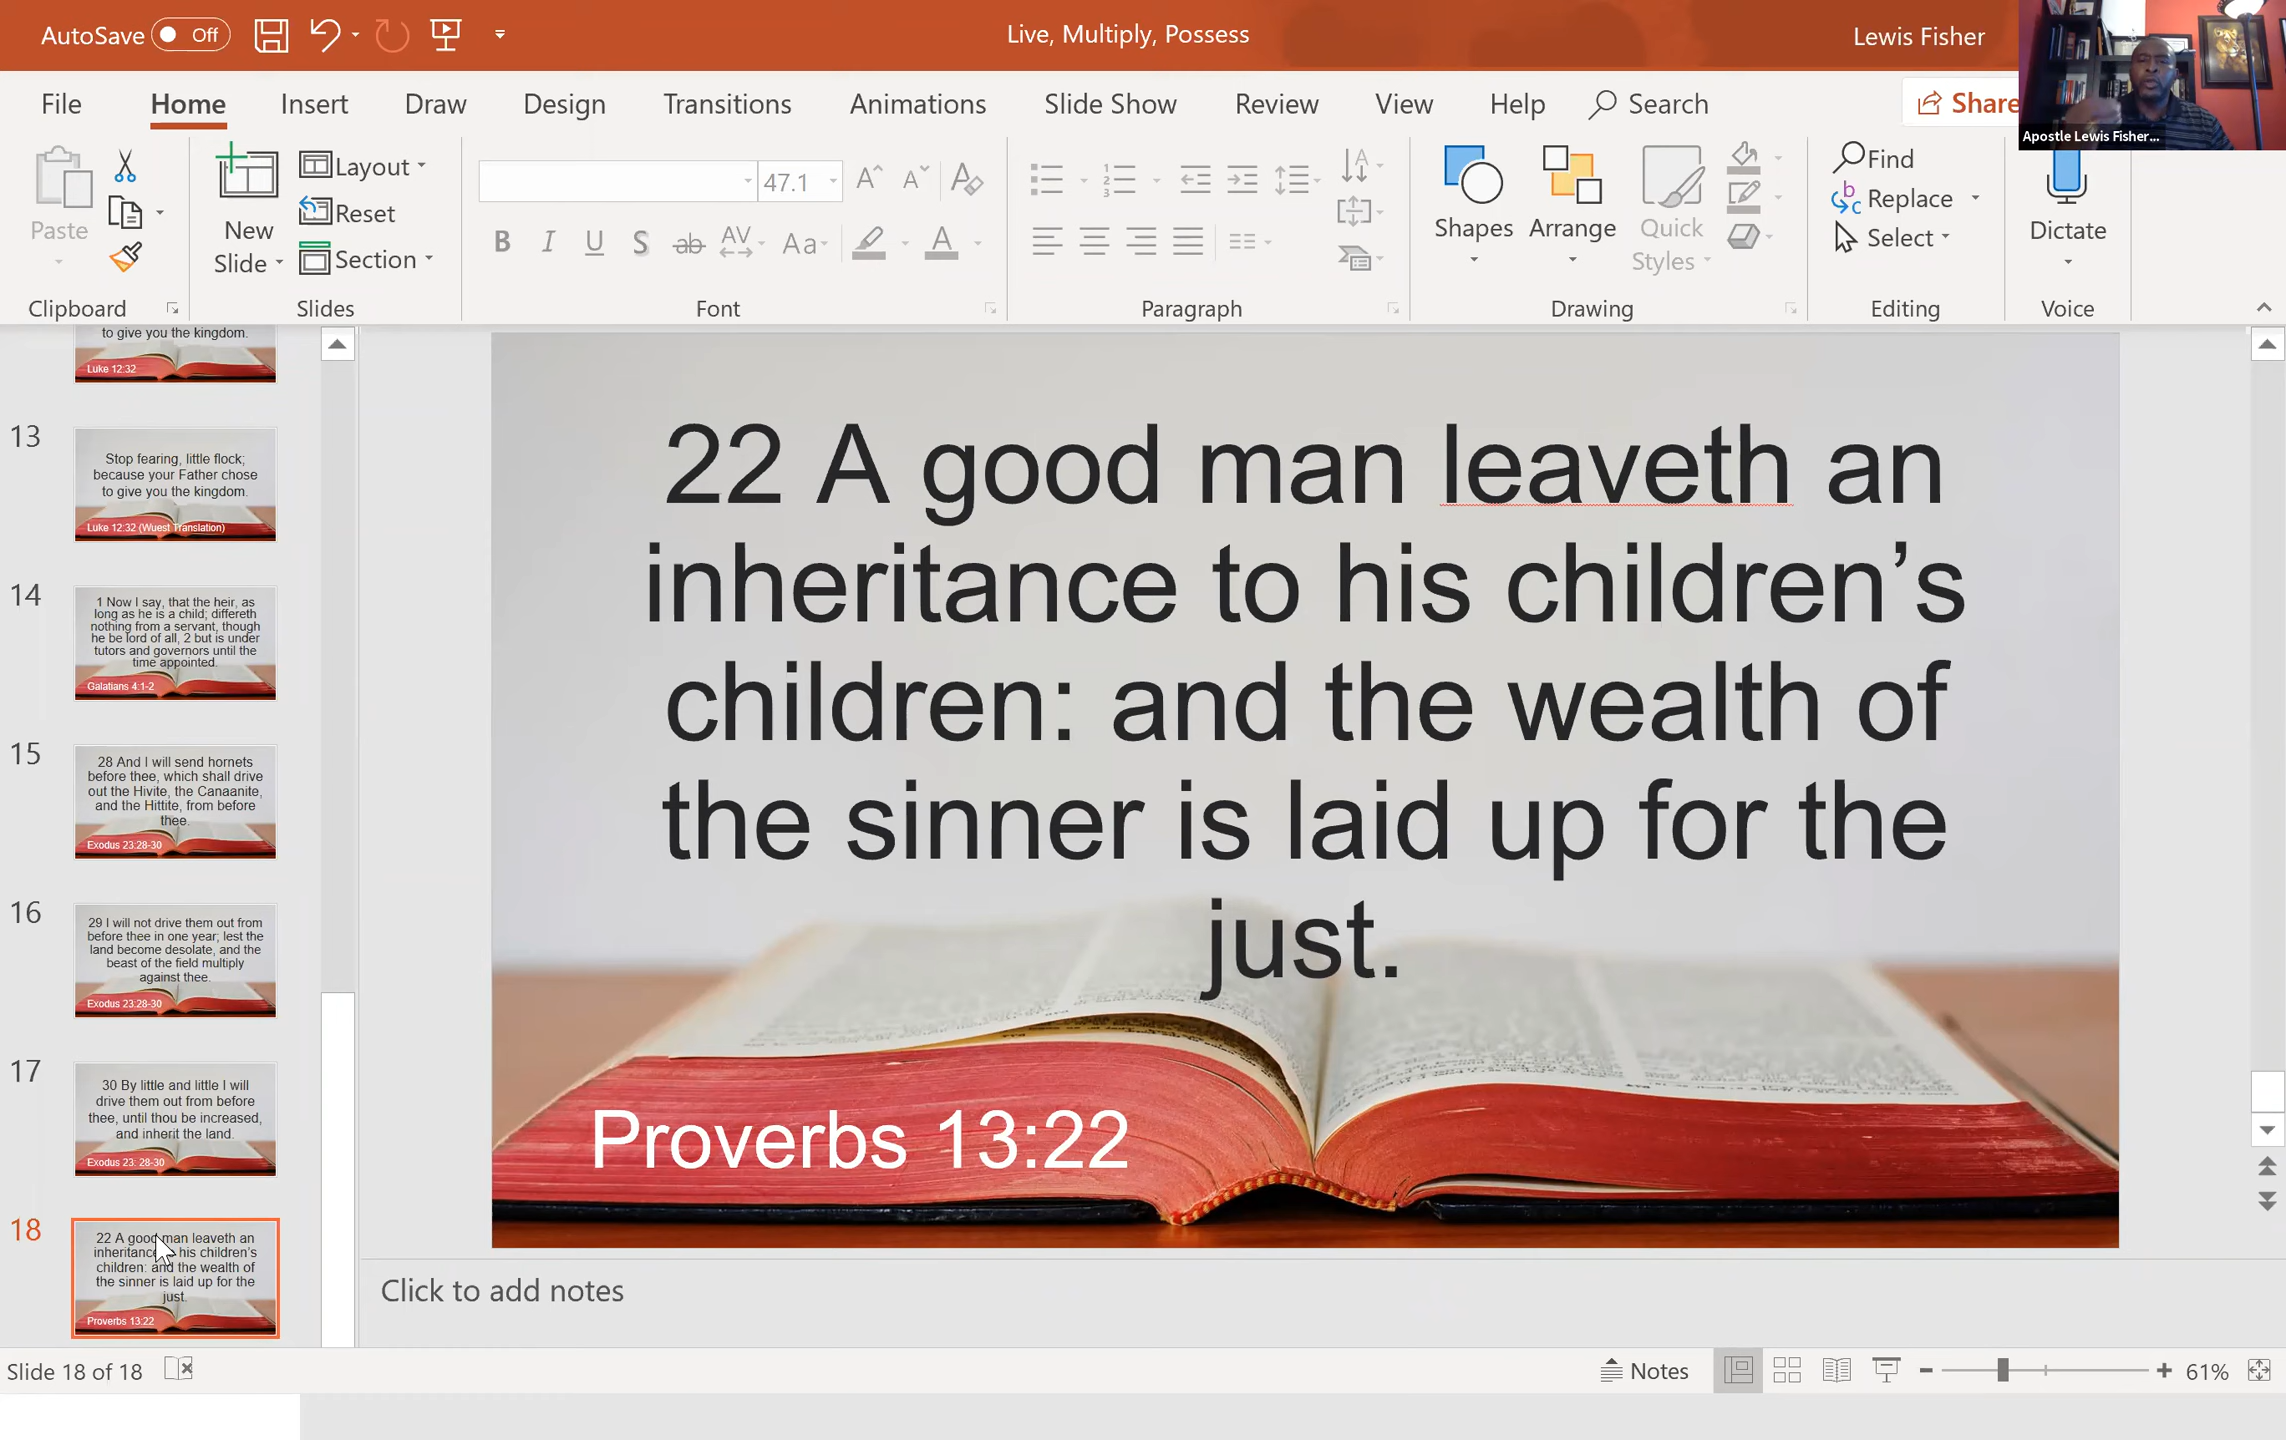 AutoSave Off
Live, Multiply, Possess
Lewis Fisher
Apostle Lewis Fisher...
File Home Insert Draw Design Transitions Animations Slide Show Review View Help Search Share
Paste
New
Slide
Layout
Reset
Section
47.1
B I U S ab AV Aa A
Shapes
Arrange
Quick
Styles
Find
Replace
Select
Dictate
Clipboard Slides Font Paragraph Drawing Editing Voice
to give you the kingdom.
Luke 12:32
13
Stop fearing, little flock;
because your Father chose
to give you the kingdom.
Luke 12:32 (Wuest Translation)
14
1 Now I say, that the heir, as
long as he is a child; differeth
nothing from a servant, though
he be lord of all, 2 but is under
tutors and governors until the
time appointed.
Galatians 4:1-2
15
28 And I will send hornets
before thee, which shall drive
out the Hivite, the Canaanite,
and the Hittite, from before
thee.
Exodus 23:28-30
16
29 I will not drive them out from
before thee in one year; lest the
land become desolate, and the
beast of the field multiply
against thee.
Exodus 23:28-30
17
30 By little and little I will
drive them out from before
thee, until thou be increased,
and inherit the land.
Exodus 23: 28-30
18
22 A good man leaveth an
inheritance his children's
children: and the wealth of
the sinner is laid up for the
just.
Proverbs 13:22
22 A good man leaveth an
inheritance to his children’s
children: and the wealth of
the sinner is laid up for the
just.
Proverbs 13:22
Click to add notes
Slide 18 of 18
Notes
61%